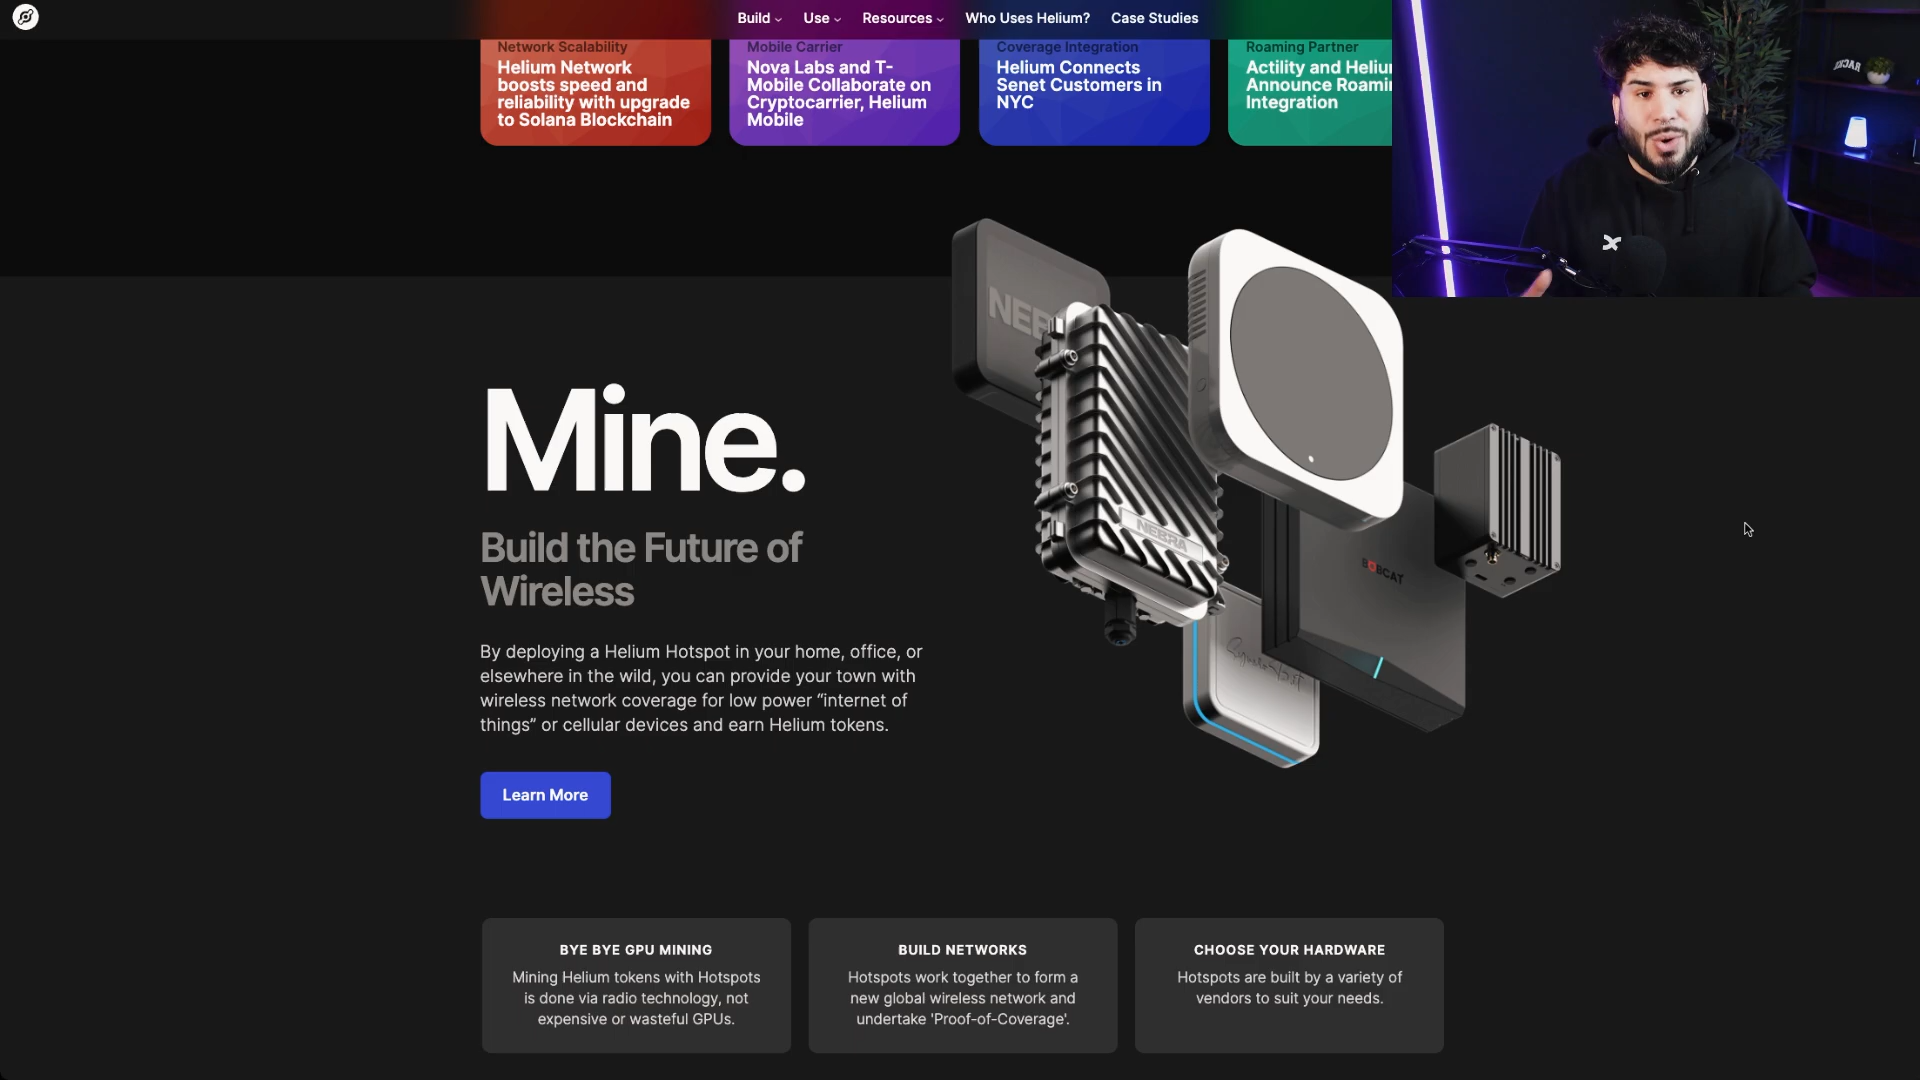 Build
Use
Resources
Who Uses Helium?
Case Studies
Network Scalability
Helium Network
boosts speed and
reliability with upgrade
to Solana Blockchain
Mobile Carrier
Nova Labs and T-
Mobile Collaborate on
Cryptocarrier, Helium
Mobile
Coverage Integration
Helium Connects
Senet Customers in
NYC
Roaming Partner
Actility and
Announce
Integration
NEBRA
BOBCAT
Mine.
Build the Future of
Wireless
By deploying a Helium Hotspot in your home, office, or
elsewhere in the wild, you can provide your town with
wireless network coverage for low power “internet of
things” or cellular devices and earn Helium tokens.
Learn More
BYE BYE GPU MINING
Mining Helium tokens with Hotspots
is done via radio technology, not
expensive or wasteful GPUs.
BUILD NETWORKS
Hotspots work together to form a
new global wireless network and
undertake 'Proof-of-Coverage'.
CHOOSE YOUR HARDWARE
Hotspots are built by a variety of
vendors to suit your needs.